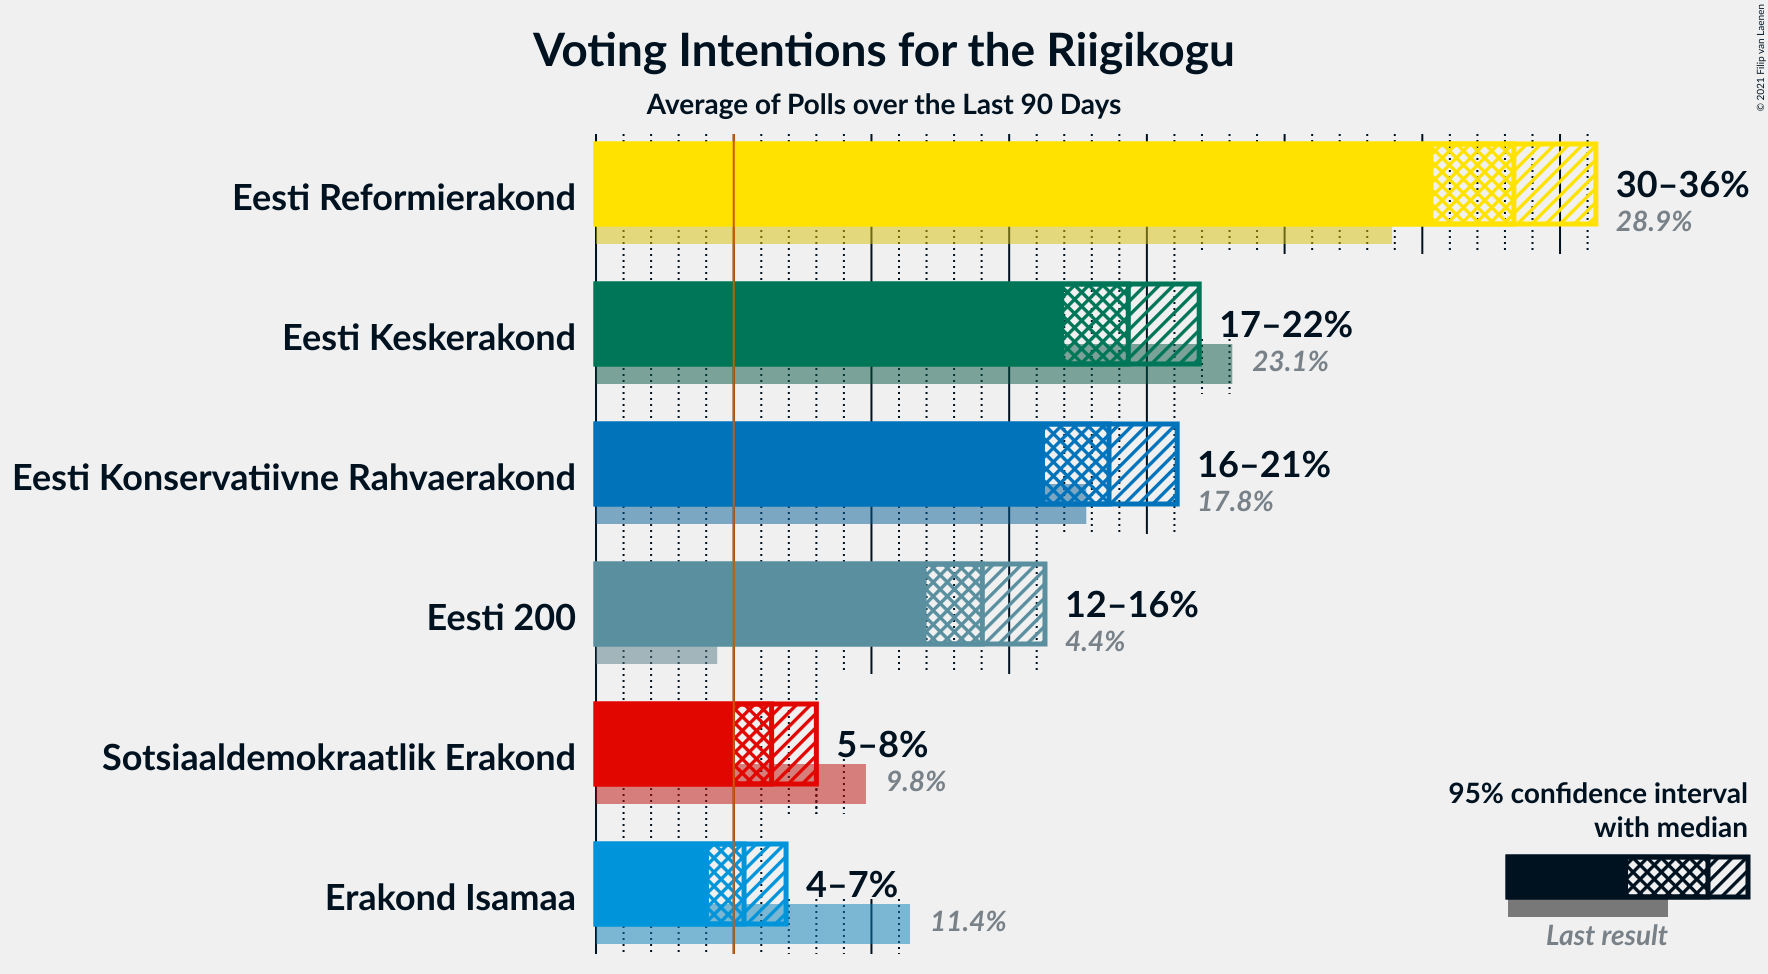 Voting Intentions for the Riigikogu
Average of Polls over the Last 90 Days
© 2021 Filip van Laenen
Eesti Reformierakond
30–36%
28.9%
Eesti Keskerakond
17–22%
23.1%
Eesti Konservatiivne Rahvaerakond
16–21%
17.8%
Eesti 200
12–16%
4.4%
Sotsiaaldemokraatlik Erakond
5–8%
9.8%
Erakond Isamaa
4–7%
11.4%
95% confidence interval
with median
Last result